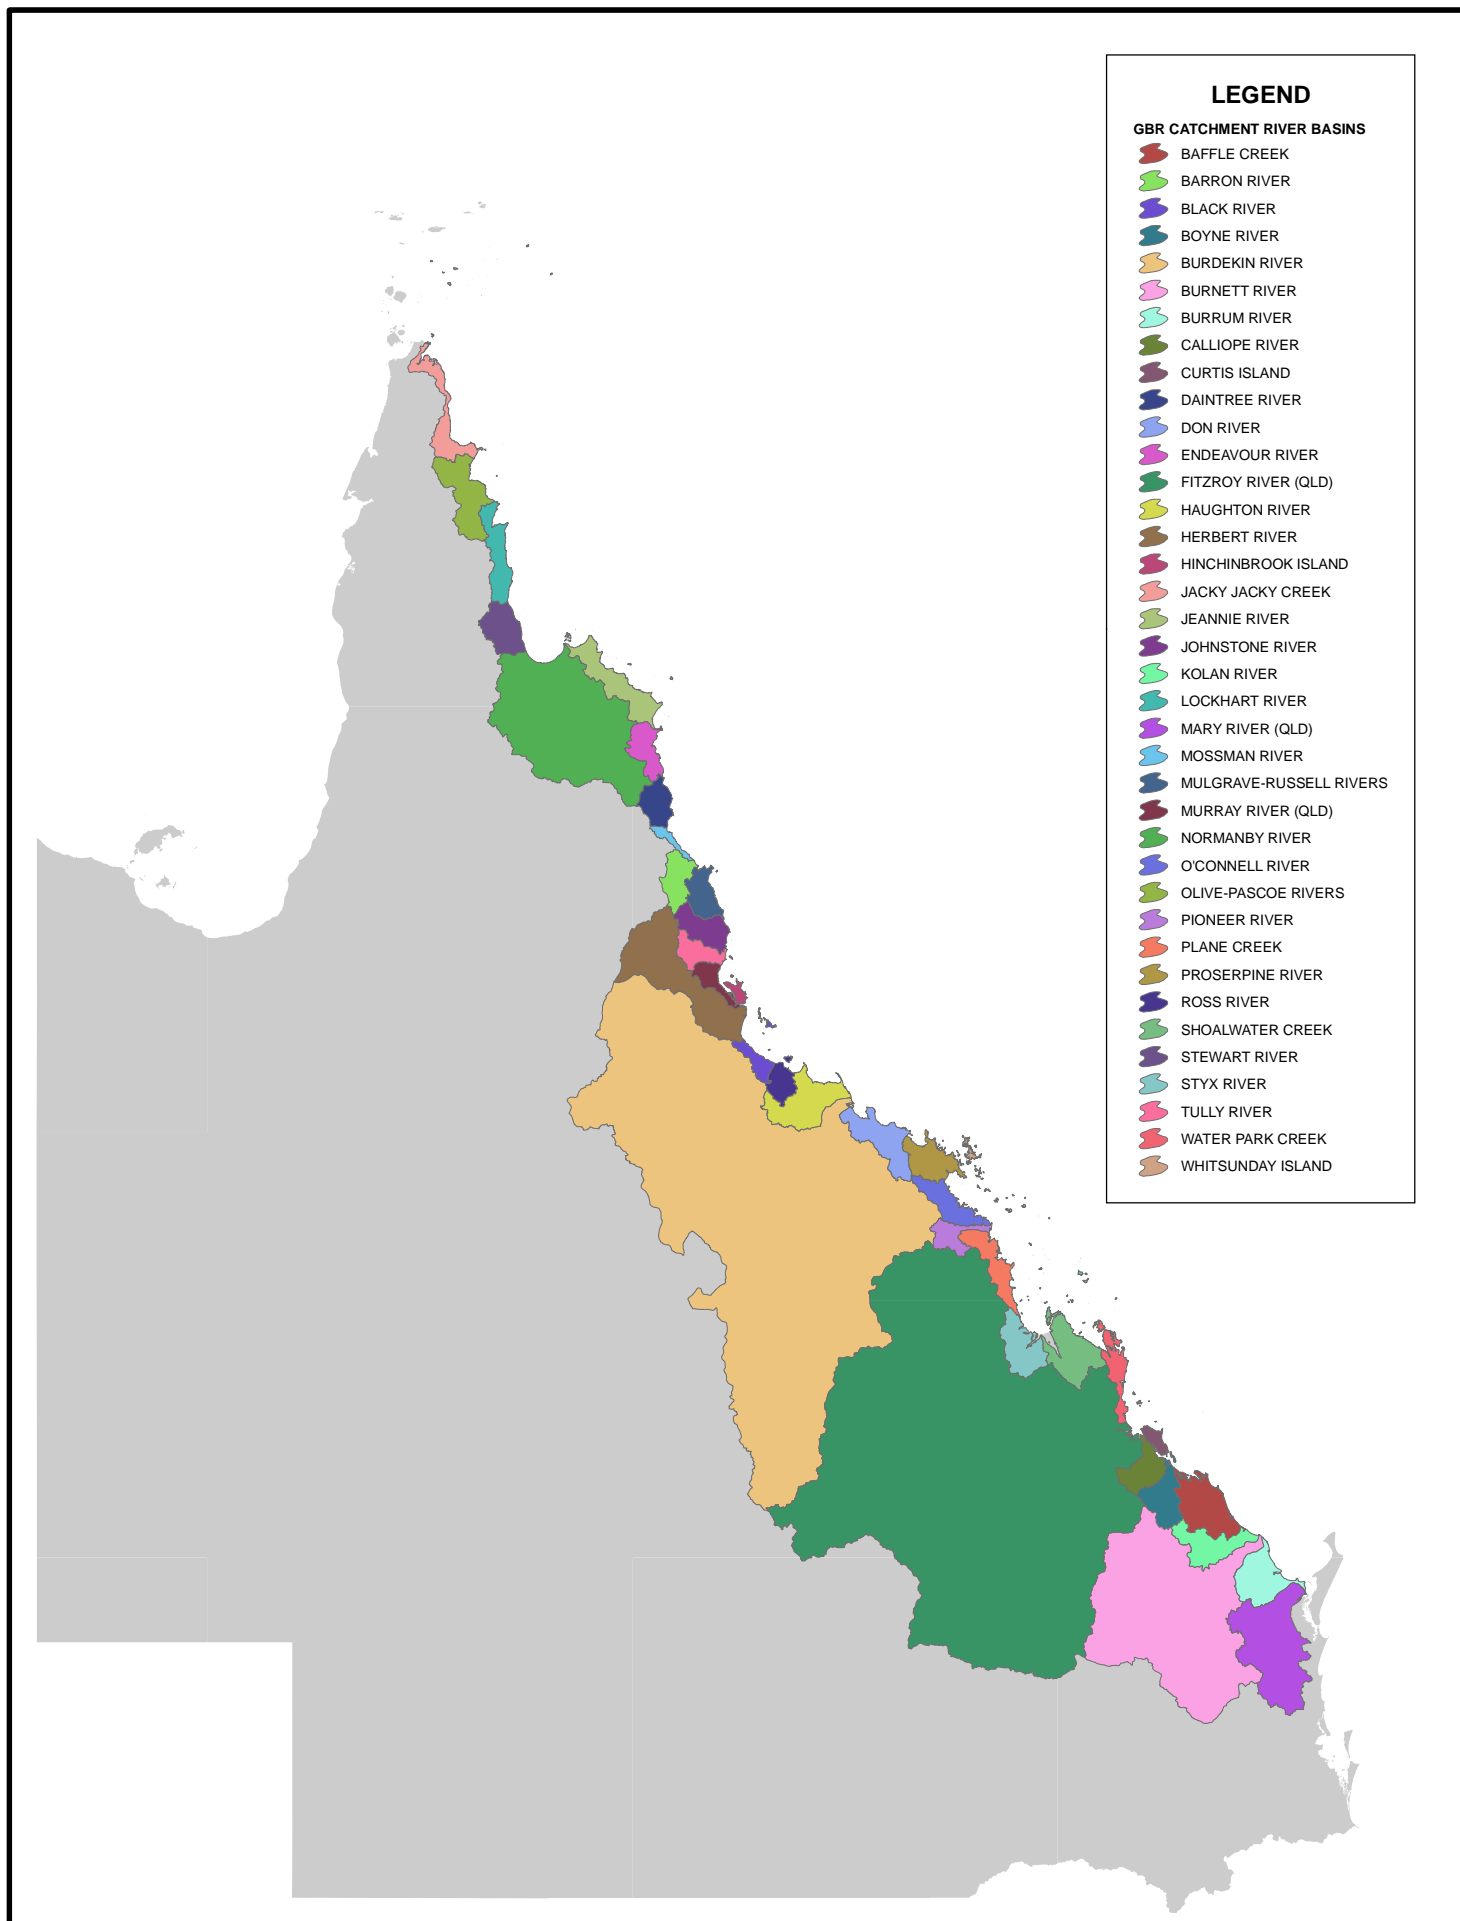 LEGEND
GBR CATCHMENT RIVER BASINS
BAFFLE CREEK
BARRON RIVER
BLACK RIVER
BOYNE RIVER
BURDEKIN RIVER
BURNETT RIVER
BURRUM RIVER
CALLIOPE RIVER
CURTIS ISLAND
DAINTREE RIVER
DON RIVER
ENDEAVOUR RIVER
FITZROY RIVER (QLD)
HAUGHTON RIVER
HERBERT RIVER
HINCHINBROOK ISLAND
JACKY JACKY CREEK
JEANNIE RIVER
JOHNSTONE RIVER
KOLAN RIVER
LOCKHART RIVER
MARY RIVER (QLD)
MOSSMAN RIVER
MULGRAVE-RUSSELL RIVERS
MURRAY RIVER (QLD)
NORMANBY RIVER
O'CONNELL RIVER
OLIVE-PASCOE RIVERS
PIONEER RIVER
PLANE CREEK
PROSERPINE RIVER
ROSS RIVER
SHOALWATER CREEK
STEWART RIVER
STYX RIVER
TULLY RIVER
WATER PARK CREEK
WHITSUNDAY ISLAND